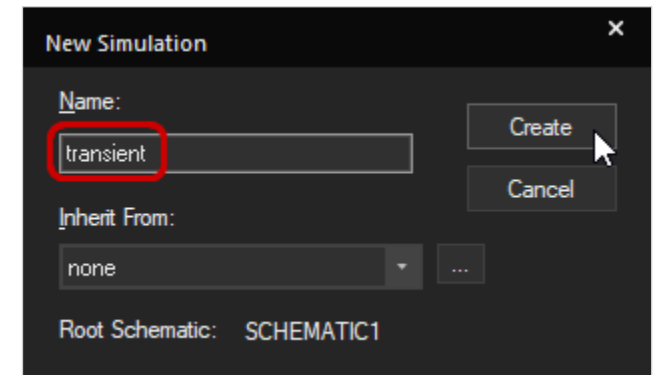 New Simulation
Name:
transient
Create
Cancel
Inherit From:
none
...
Root Schematic: SCHEMATIC1